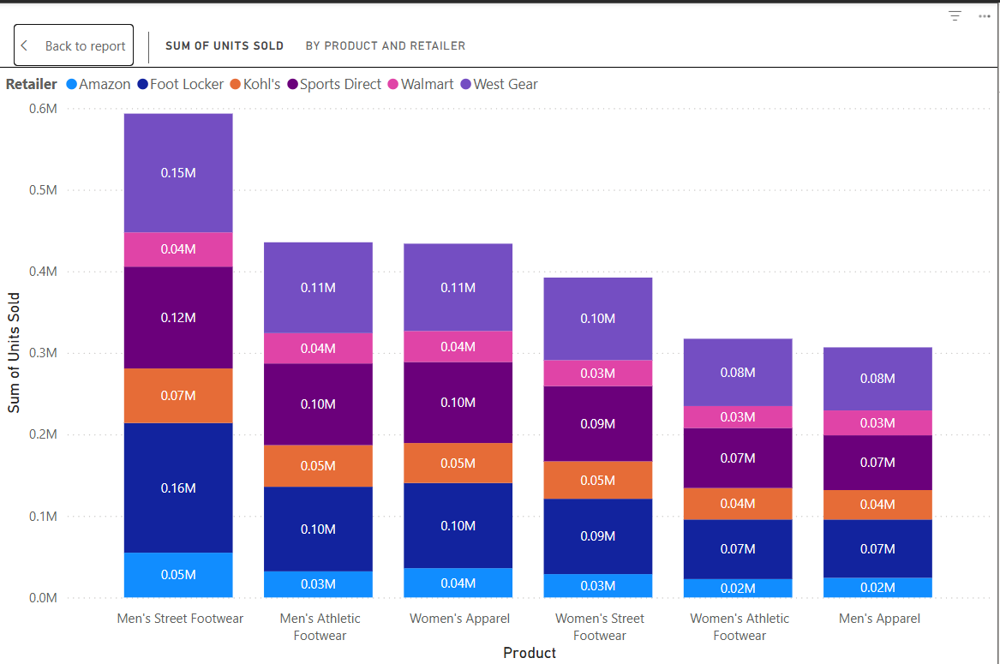 Back to report
SUM OF UNITS SOLD BY PRODUCT AND RETAILER
Retailer Amazon Foot Locker Kohl's Sports Direct Walmart West Gear
Sum of Units Sold
0.6M
0.5M
0.4M
0.3M
0.2M
0.1M
0.0M
0.15M
0.04M
0.12M
0.07M
0.16M
0.05M
0.11M
0.04M
0.10M
0.05M
0.10M
0.03M
0.11M
0.04M
0.10M
0.05M
0.10M
0.04M
0.10M
0.03M
0.09M
0.05M
0.09M
0.03M
0.08M
0.03M
0.07M
0.04M
0.07M
0.02M
0.08M
0.03M
0.07M
0.04M
0.07M
0.02M
Men's Street Footwear
Men's Athletic
Footwear
Women's Apparel
Women's Street
Footwear
Women's Athletic
Footwear
Men's Apparel
Product